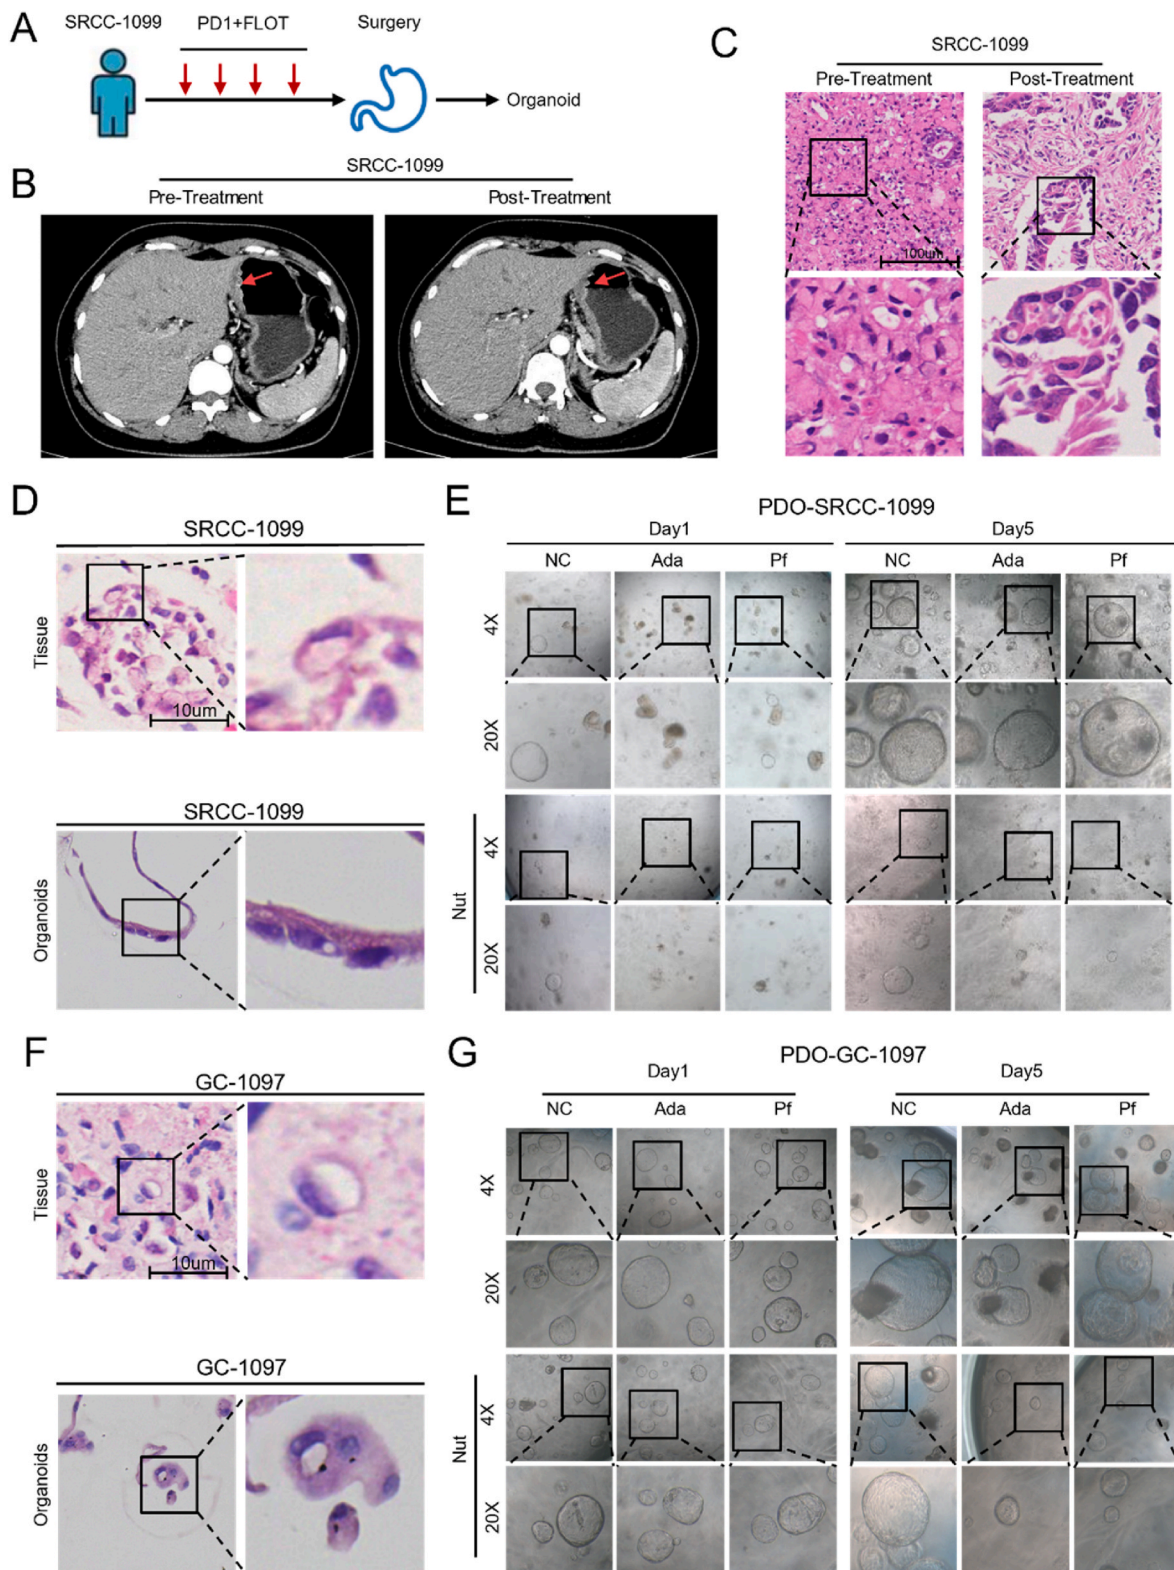 A
SRCC-1099
PD1+FLOT
Surgery
Organoid
B
SRCC-1099
Pre-Treatment
Post-Treatment
C
SRCC-1099
Pre-Treatment
Post-Treatment
100um
D
SRCC-1099
Tissue
10um
SRCC-1099
Organoids
E
PDO-SRCC-1099
Day1
Day5
NC
Ada
Pf
NC
Ada
Pf
4X
20X
Nut
4X
20X
F
GC-1097
Tissue
10um
GC-1097
Organoids
G
PDO-GC-1097
Day1
Day5
NC
Ada
Pf
NC
Ada
Pf
4X
20X
Nut
4X
20X